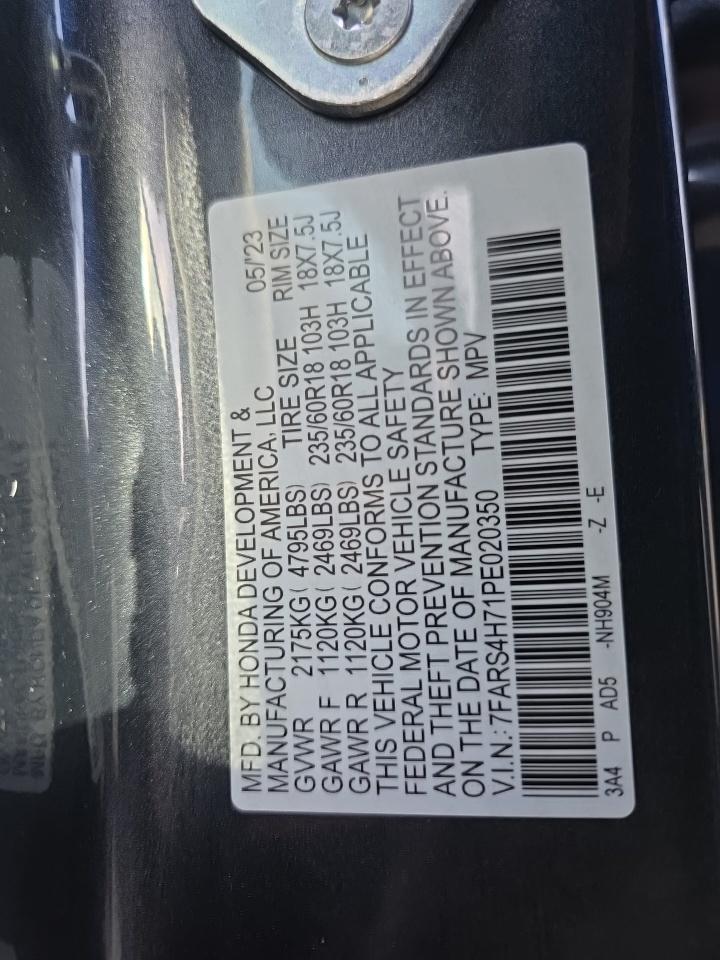 MFD. BY HONDA DEVELOPMENT &
MANUFACTURING OF AMERICA, LLC 05/'23
GVWR 2175KG( 4795LBS) TIRE SIZE RIM SIZE
GAWR F 1120KG( 2469LBS) 235/60R18 103H 18X7.5J
GAWR R 1120KG( 2469LBS) 235/60R18 103H 18X7.5J
THIS VEHICLE CONFORMS TO ALL APPLICABLE
FEDERAL MOTOR VEHICLE SAFETY
AND THEFT PREVENTION STANDARDS IN EFFECT
ON THE DATE OF MANUFACTURE SHOWN ABOVE.
V.I.N.: 7FARS4H71PE020350 TYPE: MPV
3A4 P AD5 -NH904M -Z -E